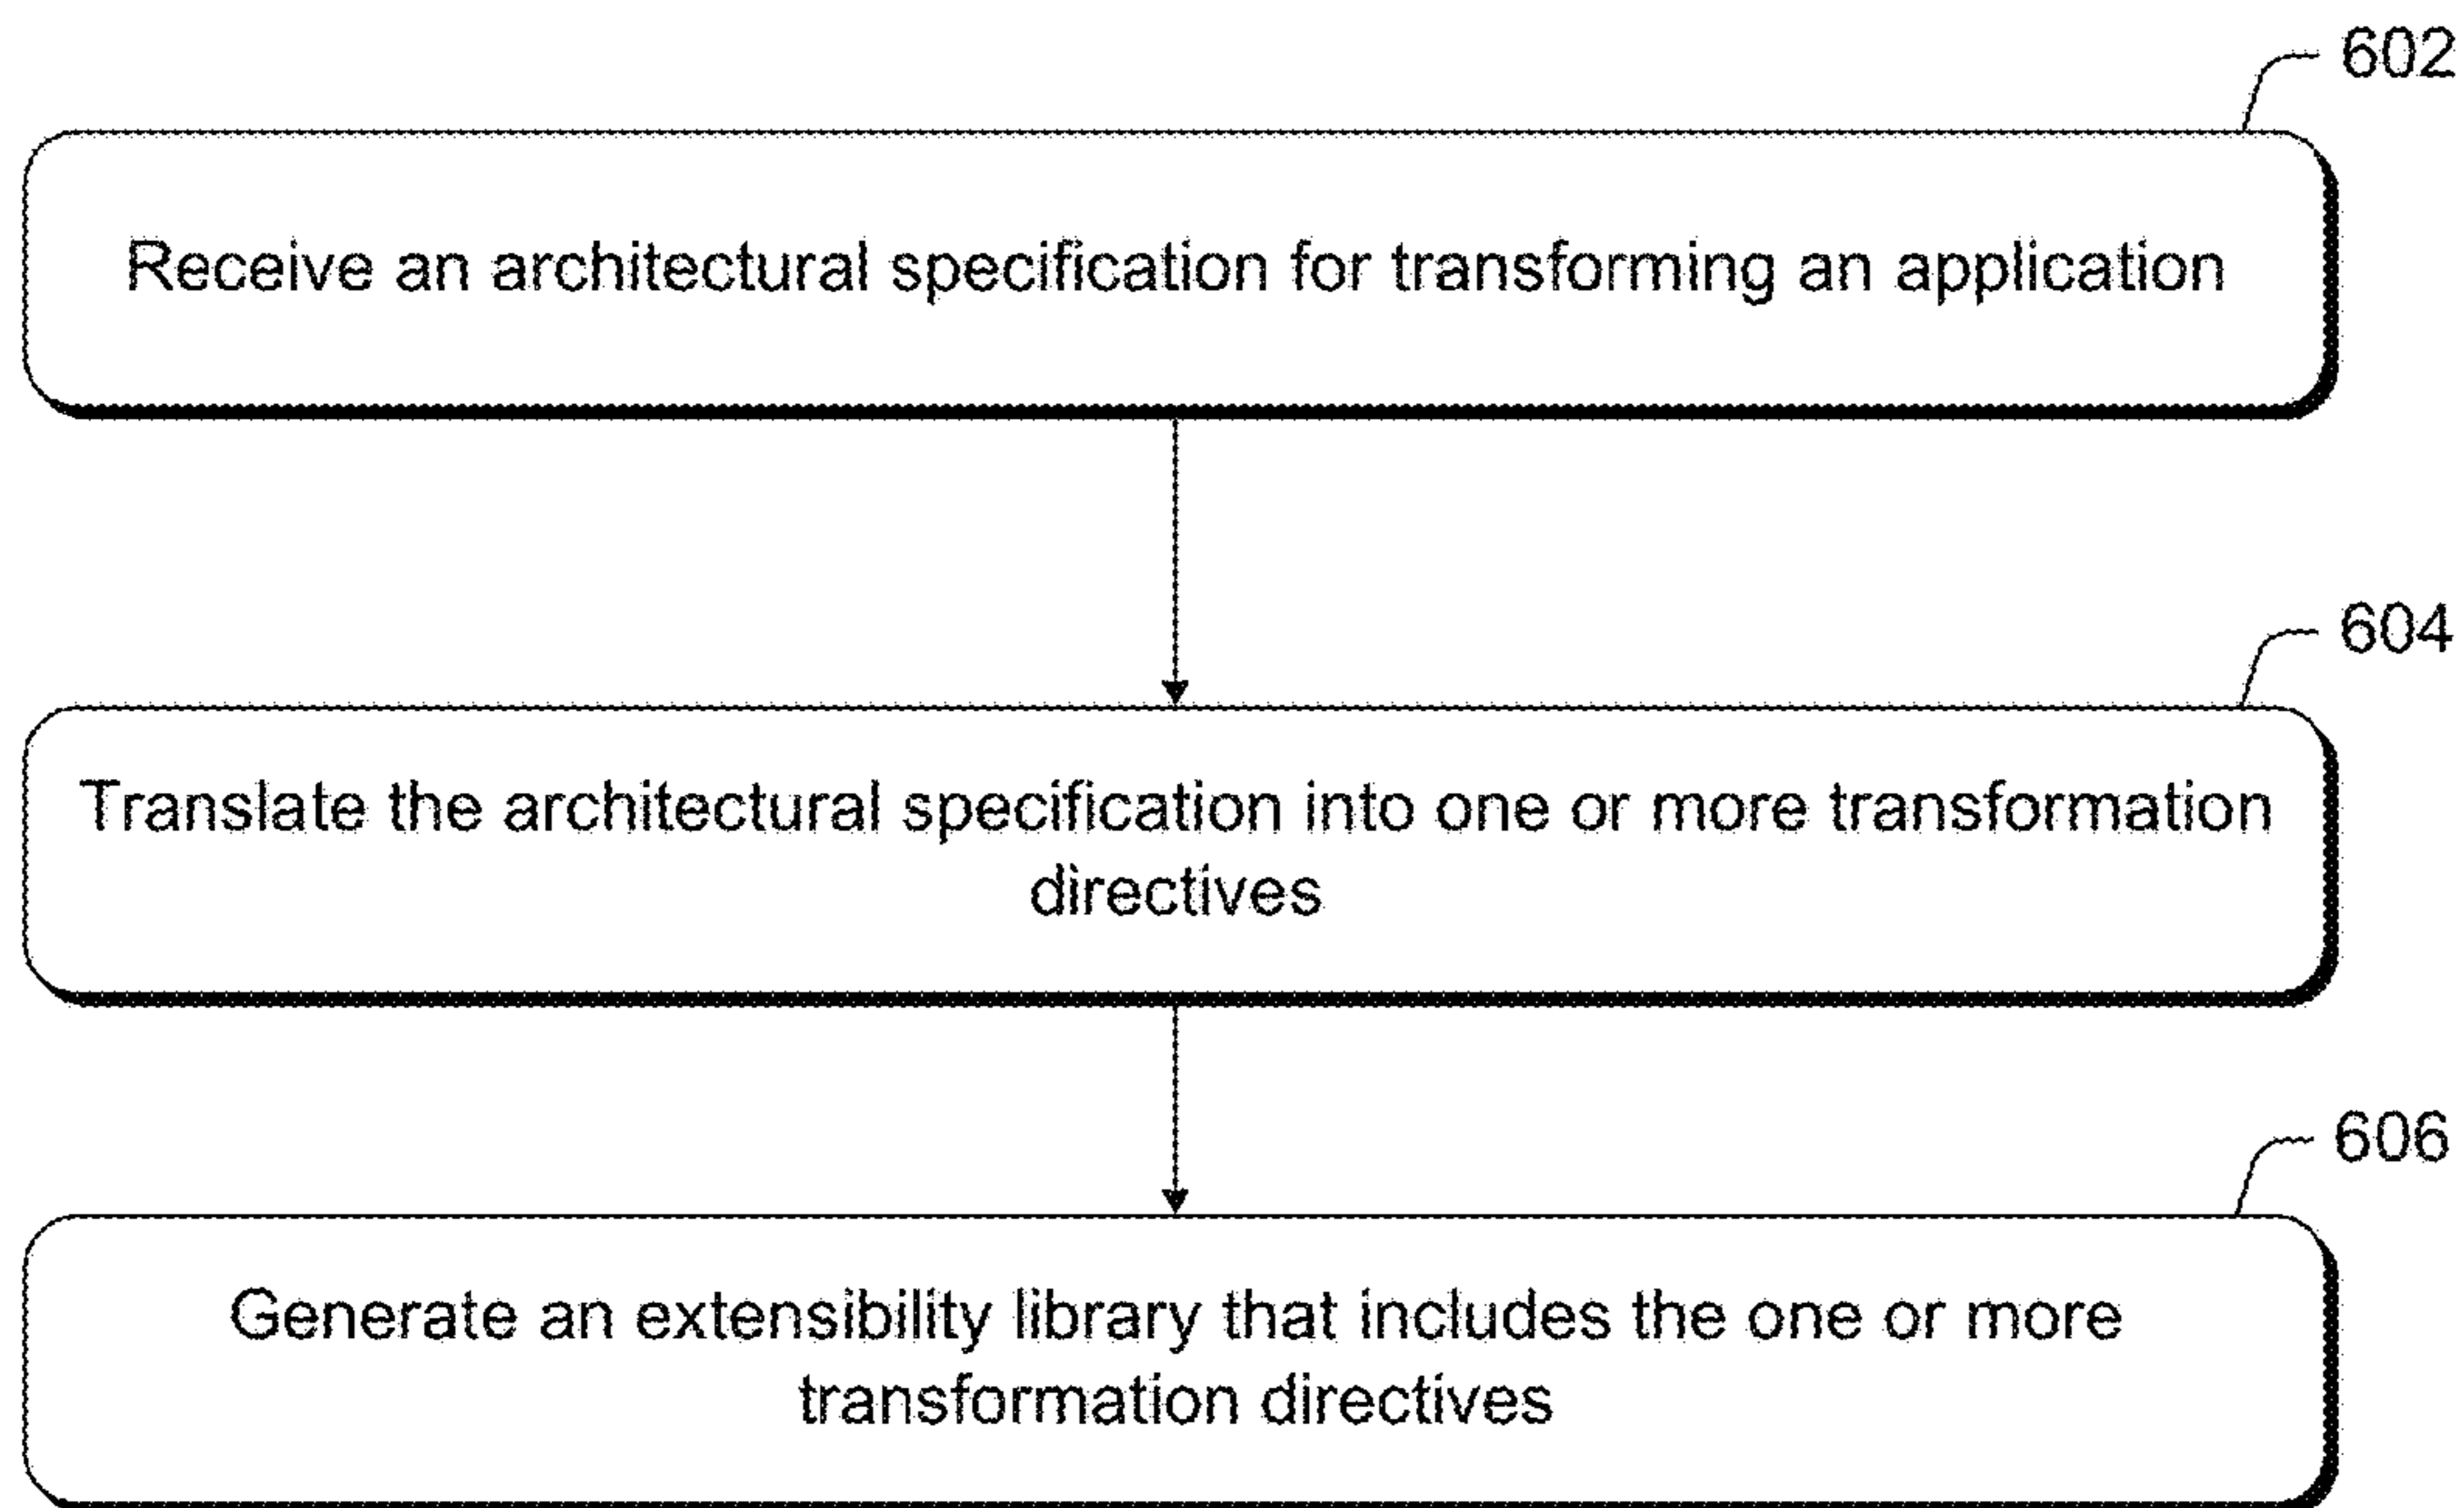 602
Receive an architectural specification for transforming an application
604
Translate the architectural specification into one or more transformation
directives
606
Generate an extensibility library that includes the one or more
transformation directives